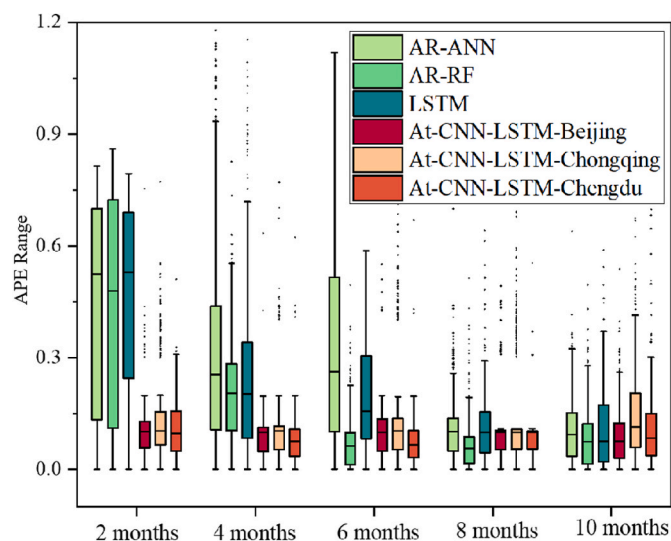 1.2
0.9
0.6
0.3
0.0
APE Range
AR-ANN
AR-RF
LSTM
At-CNN-LSTM-Beijing
At-CNN-LSTM-Chongqing
At-CNN-LSTM-Chengdu
2 months
4 months
6 months
8 months
10 months